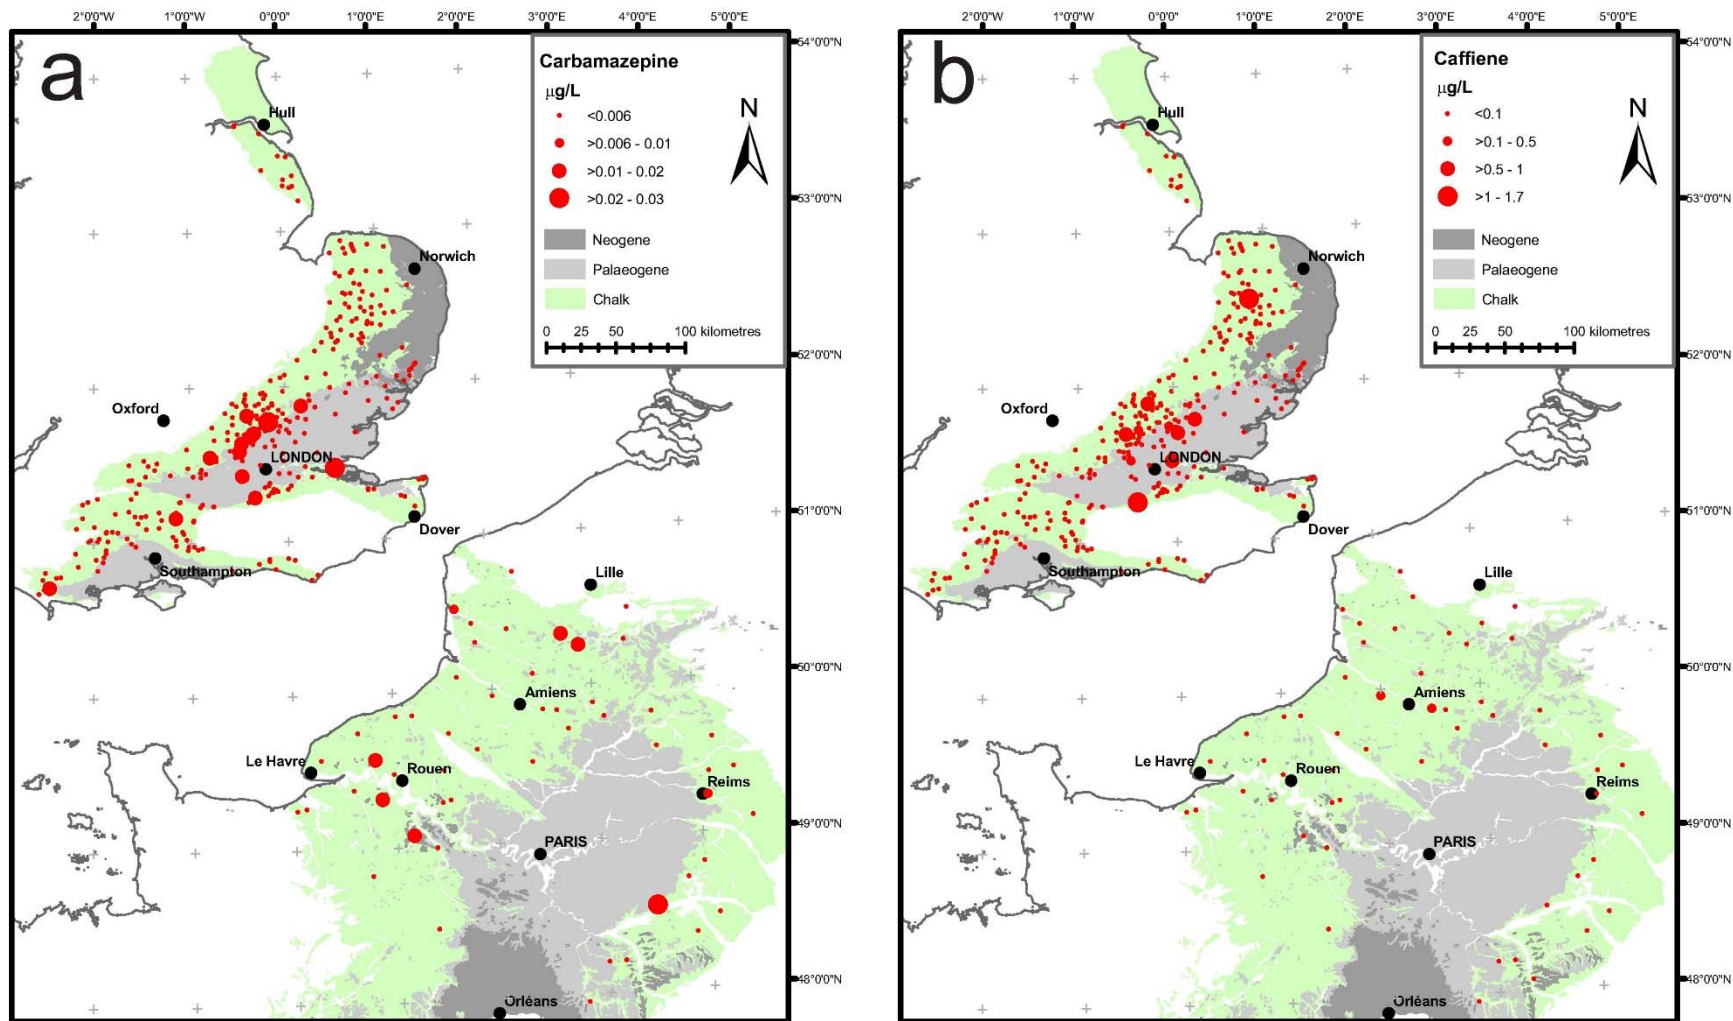 2°0'0"W 1°0'0"W 0°0'0" 1°0'0"E 2°0'0"E 3°0'0"E 4°0'0"E 5°0'0"E
a
Carbamazepine
µg/L
<0.006
>0.006 - 0.01
>0.01 - 0.02
>0.02 - 0.03
Neogene
Palaeogene
Chalk
0 25 50 100 kilometres
N
54°0'0"N
53°0'0"N
52°0'0"N
51°0'0"N
50°0'0"N
49°0'0"N
48°0'0"N
Hull
Norwich
Oxford
LONDON
Dover
Southampton
Lille
Amiens
Le Havre
Rouen
Reims
PARIS
Orléans
2°0'0"W 1°0'0"W 0°0'0" 1°0'0"E 2°0'0"E 3°0'0"E 4°0'0"E 5°0'0"E
b
Caffiene
µg/L
<0.1
>0.1 - 0.5
>0.5 - 1
>1 - 1.7
Neogene
Palaeogene
Chalk
0 25 50 100 kilometres
N
54°0'0"N
53°0'0"N
52°0'0"N
51°0'0"N
50°0'0"N
49°0'0"N
48°0'0"N
Hull
Norwich
Oxford
LONDON
Dover
Southampton
Lille
Amiens
Le Havre
Rouen
Reims
PARIS
Orléans